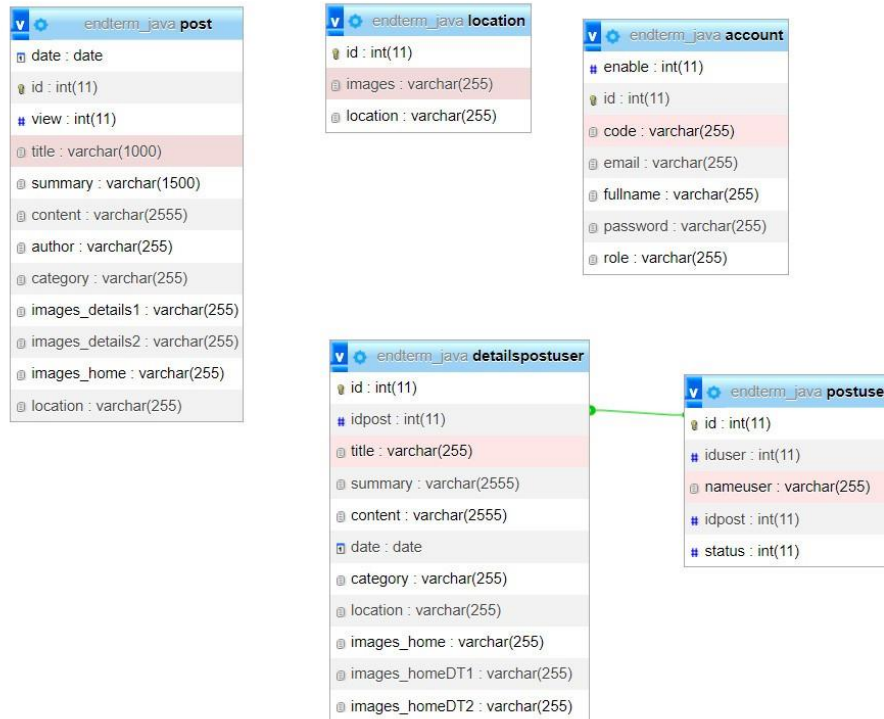 endterm_java post
date : date
id : int(11)
view : int(11)
title : varchar(1000)
summary : varchar(1500)
content : varchar(2555)
author : varchar(255)
category : varchar(255)
images_details1 : varchar(255)
images_details2 : varchar(255)
images_home : varchar(255)
location : varchar(255)
endterm_java location
id : int(11)
images : varchar(255)
location : varchar(255)
endterm_java account
enable : int(11)
id : int(11)
code : varchar(255)
email : varchar(255)
fullname : varchar(255)
password : varchar(255)
role : varchar(255)
endterm_java detailspostuser
id : int(11)
idpost : int(11)
title : varchar(255)
summary : varchar(2555)
content : varchar(2555)
date : date
category : varchar(255)
location : varchar(255)
images_home : varchar(255)
images_homeDT1 : varchar(255)
images_homeDT2 : varchar(255)
endterm_java postuse
id : int(11)
iduser : int(11)
nameuser : varchar(255)
idpost : int(11)
status : int(11)